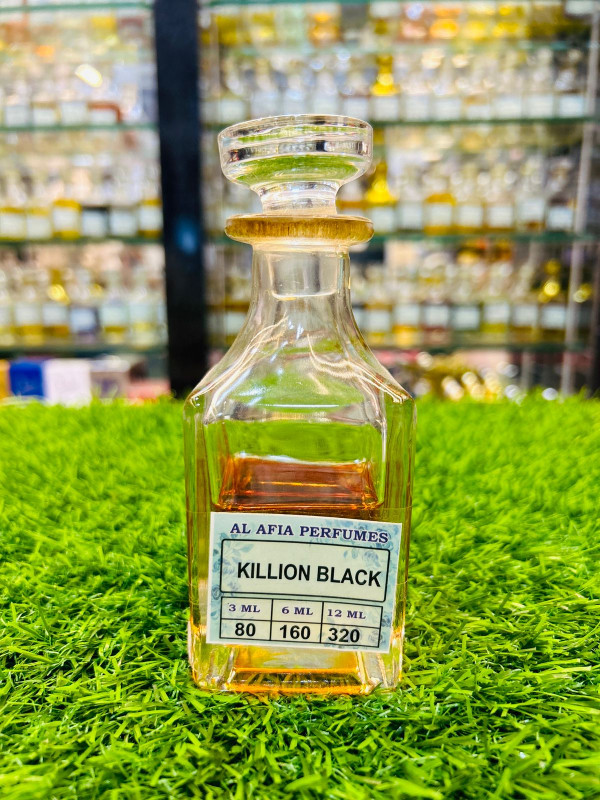 AL AFIA PERFUMES
KILLION BLACK
3 ML 6 ML 12 ML
80 160 320